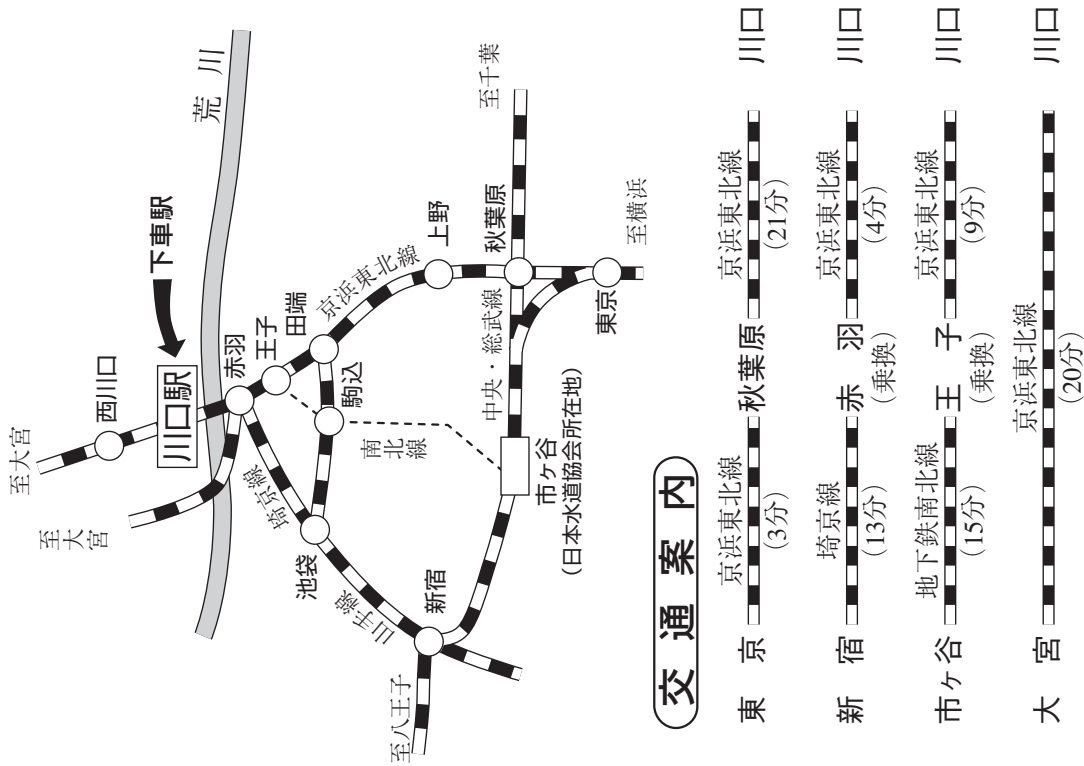 至大宮
西川口
川口駅
下車駅
荒川
至大宮
赤羽
王子
田端
京浜東北線
埼京線
駒込
上野
池袋
南北線
中央・総武線
秋葉原
至千葉
山手線
新宿
市ヶ谷
(日本水道協会所在地)
東京
至横浜
至八王子
交通案内
東京 京浜東北線 (3分) 秋葉原 京浜東北線 (21分) 川口
新宿 埼京線 (13分) 赤羽 (乗換) 京浜東北線 (4分) 川口
市ヶ谷 地下鉄南北線 (15分) 王子 (乗換) 京浜東北線 (9分) 川口
大宮 京浜東北線 (20分) 川口